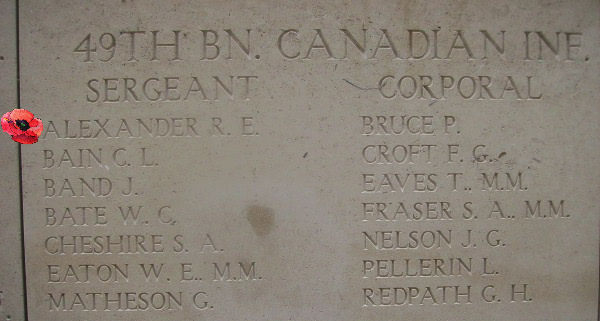 49TH BN. CANADIAN INF.
SERGEANT
ALEXANDER R. E.
BAIN C. L.
BAND J.
BATE W. C.
CHESHIRE S. A.
EATON W. E., M.M.
MATHESON G.
CORPORAL
BRUCE P.
CROFT F. G.
EAVES T., M.M.
FRASER S. A., M.M.
NELSON J. G.
PELLERIN L.
REDPATH G. H.